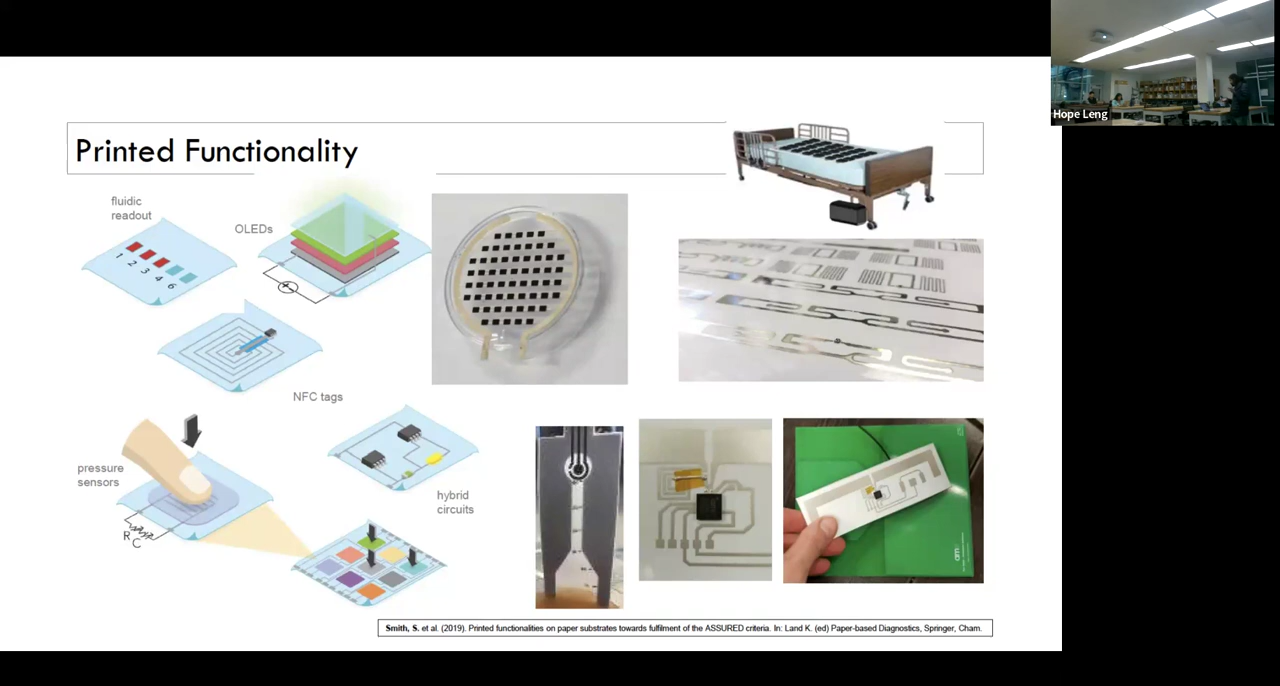 Hope Leng
Printed Functionality
fluidic
readout
OLEDs
1 2 3 4 6
NFC tags
pressure
sensors
R
C
hybrid
circuits
Smith, S. et al. (2019). Printed functionalities on paper substrates towards fulfilment of the ASSURED criteria. In: Land K. (ed) Paper-based Diagnostics, Springer, Cham.